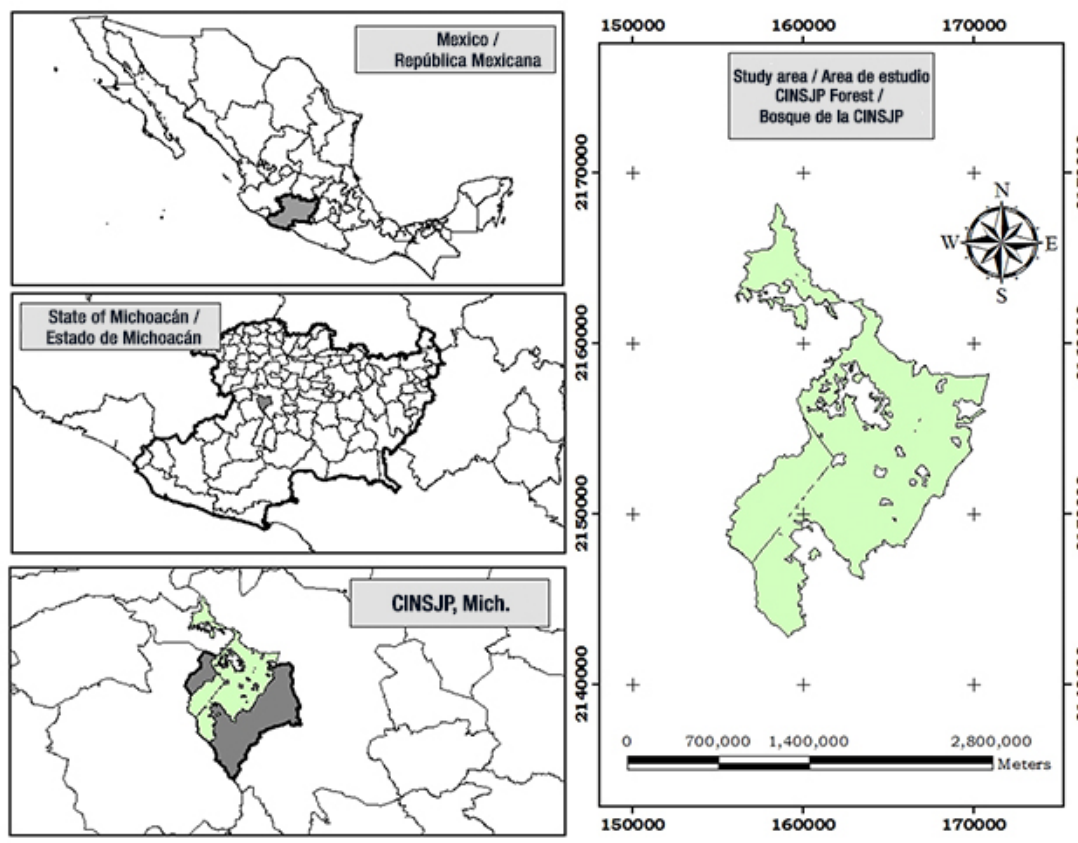 Mexico /
República Mexicana
State of Michoacán /
Estado de Michoacán
CINSJP, Mich.
150000 160000 170000
Study area / Area de estudio
CINSJP Forest /
Bosque de la CINSJP
2170000
N
W E
S
2160000
2150000
2140000
0 700,000 1,400,000 2,800,000
Meters
150000 160000 170000